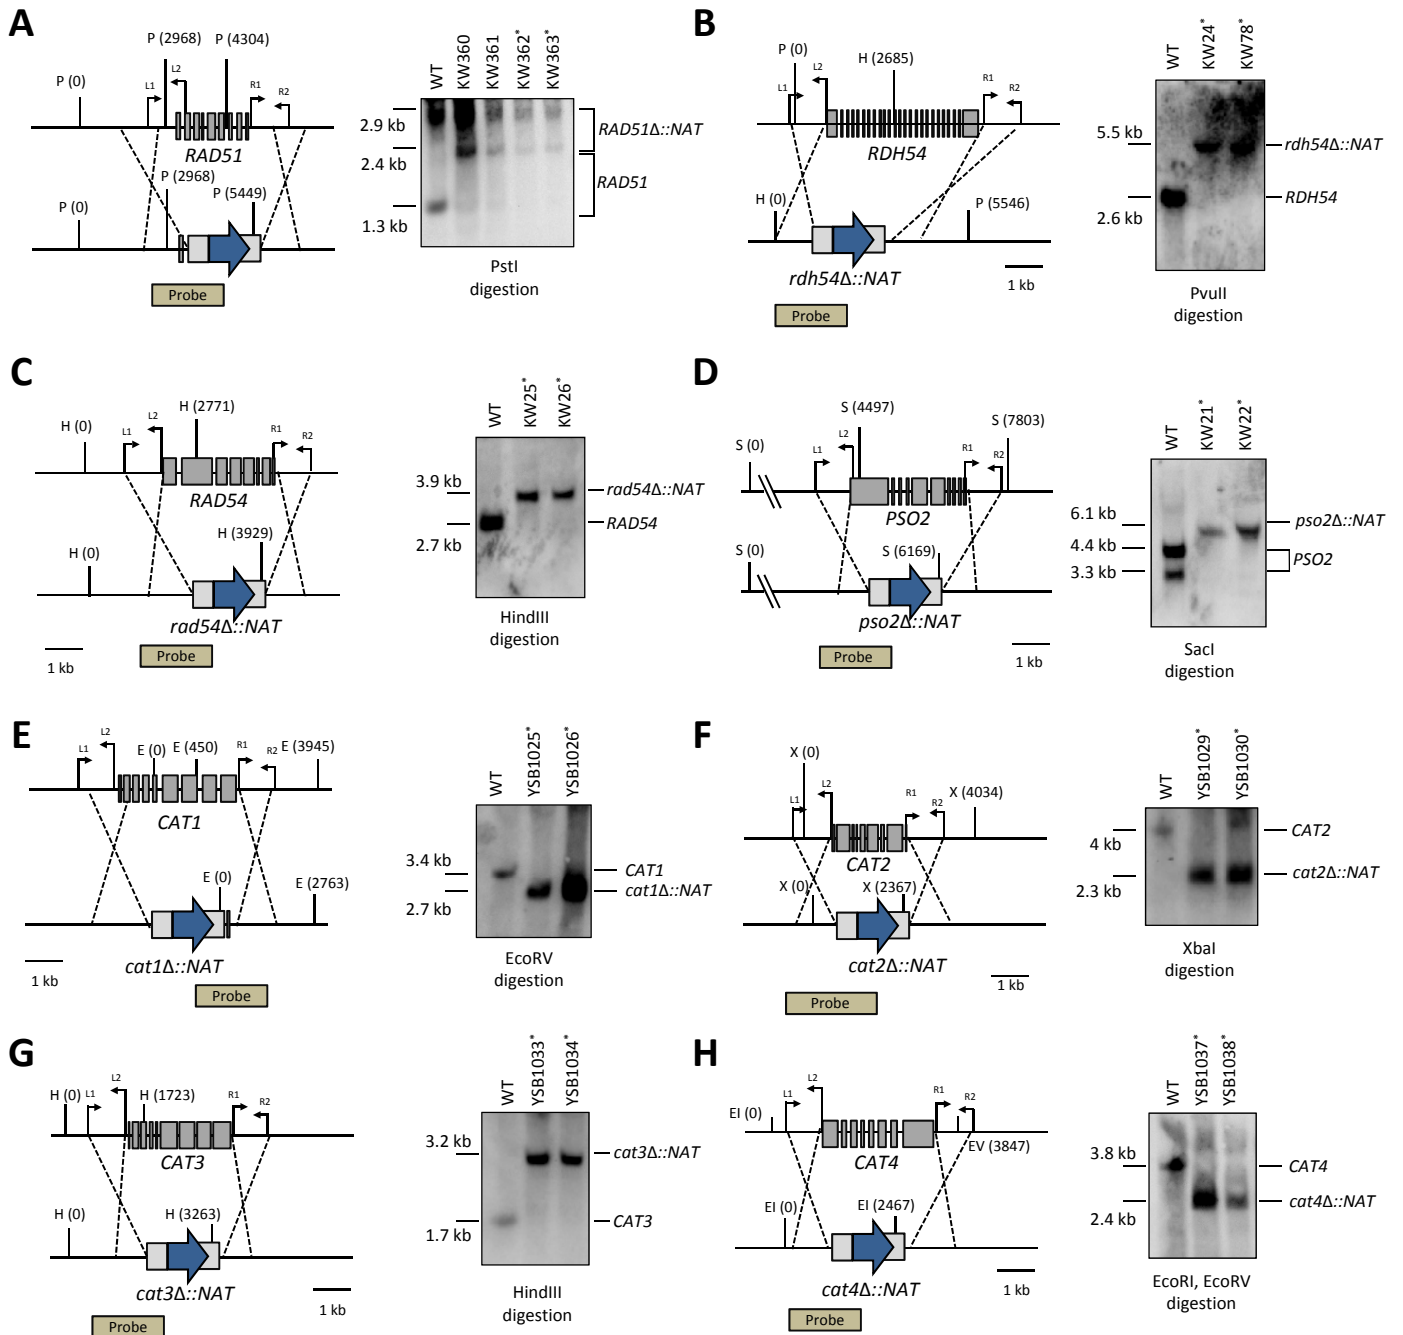 A
P (2968)
P (4304)
P (0)
L1
L2
R1
R2
RAD51
P (2968)
P (5449)
P (0)
Probe
WT
KW360
KW361
KW362*
KW363*
2.9 kb
2.4 kb
1.3 kb
RAD51Δ::NAT
RAD51
PstI
digestion
B
P (0)
H (2685)
L1
L2
R1
R2
RDH54
H (0)
P (5546)
rdh54Δ::NAT
1 kb
Probe
WT
KW24*
KW78*
5.5 kb
2.6 kb
rdh54Δ::NAT
RDH54
PvuII
digestion
C
H (0)
H (2771)
L1
L2
R1
R2
RAD54
H (0)
H (3929)
rad54Δ::NAT
1 kb
Probe
WT
KW25*
KW26*
3.9 kb
2.7 kb
rad54Δ::NAT
RAD54
HindIII
digestion
D
S (4497)
S (7803)
S (0)
L1
L2
R1
R2
PSO2
S (0)
S (6169)
pso2Δ::NAT
1 kb
Probe
WT
KW21*
KW22*
6.1 kb
4.4 kb
3.3 kb
pso2Δ::NAT
PSO2
SacI
digestion
E
L1
L2
E (0)
E (450)
R1
R2
E (3945)
CAT1
E (0)
E (2763)
cat1Δ::NAT
1 kb
Probe
WT
YSB1025*
YSB1026*
3.4 kb
2.7 kb
CAT1
cat1Δ::NAT
EcoRV
digestion
F
X (0)
L1
L2
R1
R2
X (4034)
CAT2
X (0)
X (2367)
cat2Δ::NAT
1 kb
Probe
WT
YSB1029*
YSB1030*
4 kb
2.3 kb
CAT2
cat2Δ::NAT
XbaI
digestion
G
H (0)
L1
L2
H (1723)
R1
R2
CAT3
H (0)
H (3263)
cat3Δ::NAT
1 kb
Probe
WT
YSB1033*
YSB1034*
3.2 kb
1.7 kb
cat3Δ::NAT
CAT3
HindIII
digestion
H
EI (0)
L1
L2
R1
R2
EV (3847)
CAT4
EI (0)
EI (2467)
cat4Δ::NAT
1 kb
Probe
WT
YSB1037*
YSB1038*
3.8 kb
2.4 kb
CAT4
cat4Δ::NAT
EcoRI, EcoRV
digestion